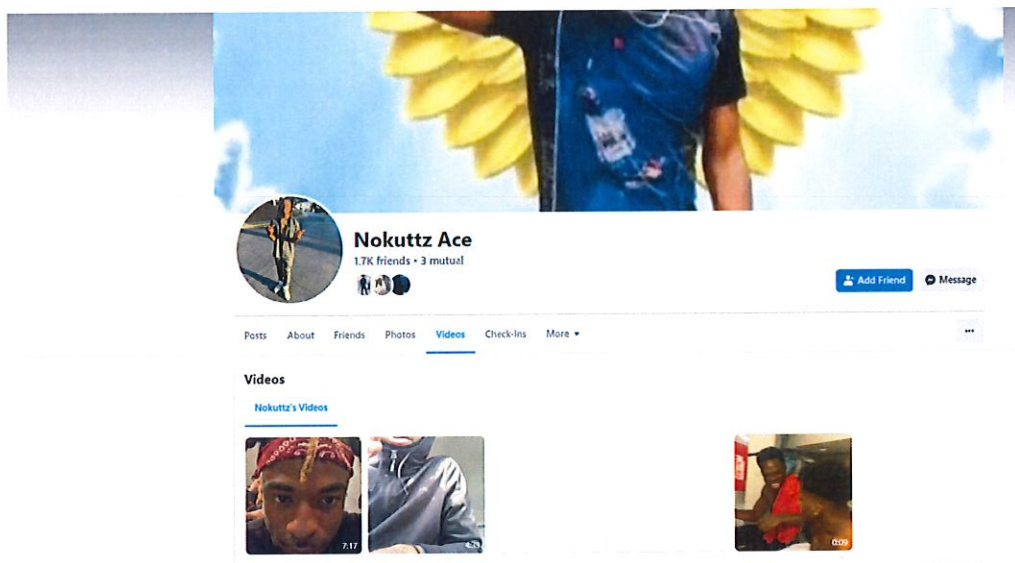 Nokuttz Ace
1.7K friends • 3 mutual
Add Friend Message
Posts About Friends Photos Videos Check-Ins More
Videos
Nokuttz's Videos
7:17 0:09